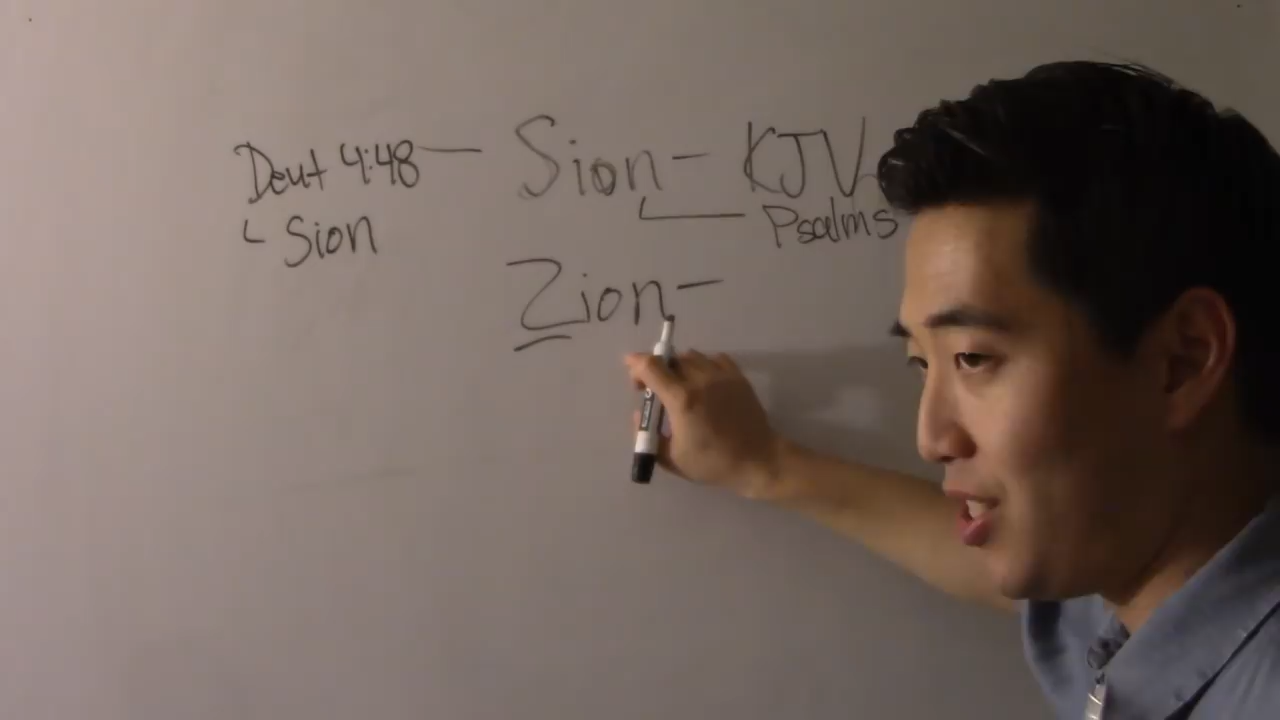 Deut 4:48 — Sion - KJV
Sion
Psalms
Zion -